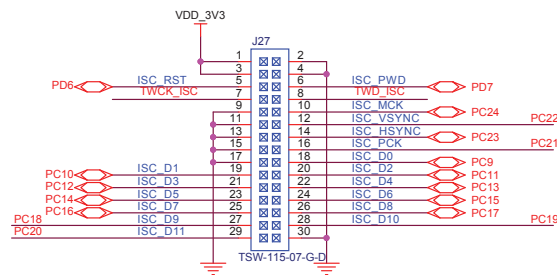 VDD_3V3
J27
1 2
3 4
PD6 ISC_RST 5 6 ISC_PWD PD7
TWCK_ISC 7 8 TWD_ISC
9 10 ISC_MCK PC24
11 12 ISC_VSYNC PC22
13 14 ISC_HSYNC PC23
15 16 ISC_PCK PC21
17 18 ISC_D0 PC9
PC10 ISC_D1 19 20 ISC_D2 PC11
PC12 ISC_D3 21 22 ISC_D4 PC13
PC14 ISC_D5 23 24 ISC_D6 PC15
PC16 ISC_D7 25 26 ISC_D8 PC17
PC18 ISC_D9 27 28 ISC_D10 PC19
PC20 ISC_D11 29 30
TSW-115-07-G-D